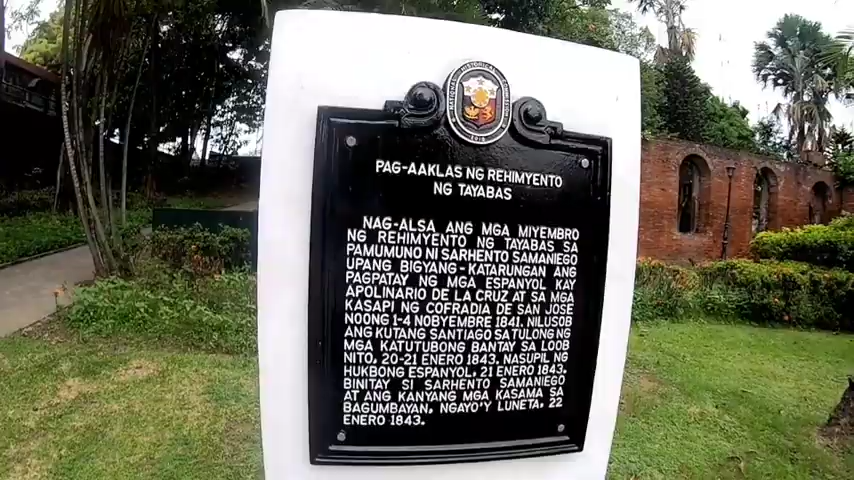 PAG-AAKLAS NG REHIMYENTO
NG TAYABAS
NAG-ALSA ANG MGA MIYEMBRO
NG REHIMYENTO NG TAYABAS SA
PAMUMUNO NI SARHENTO SAMANIEGO
UPANG BIGYANG-KATARUNGAN ANG
PAGPATAY NG MGA ESPANYOL KAY
APOLINARIO DE LA CRUZ AT SA MGA
KASAPI NG COFRADIA DE SAN JOSE
NOONG 1-4 NOBYEMBRE 1841. NILUSOB
ANG KUTANG SANTIAGO SA TULONG NG
MGA KATUTUBONG BANTAY SA LOOB
NITO, 20-21 ENERO 1843. NASUPIL NG
HUKBONG ESPANYOL, 21 ENERO 1843.
BINITAY SI SARHENTO SAMANIEGO
AT ANG KANYANG MGA KASAMA SA
BAGUMBAYAN, NGAYO'Y LUNETA, 22
ENERO 1843.